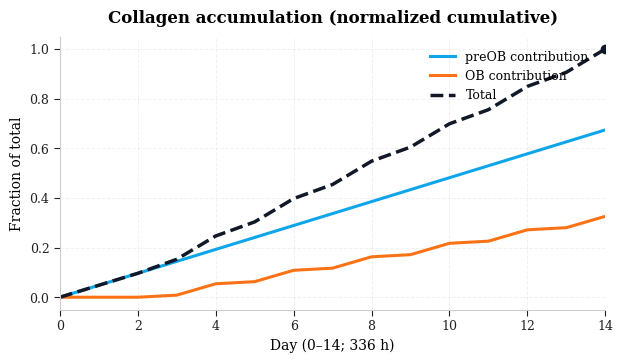 Collagen accumulation (normalized cumulative)
preOB contribution
OB contribution
Total
Fraction of total
1.0
0.8
0.6
0.4
0.2
0.0
0 2 4 6 8 10 12 14
Day (0–14; 336 h)